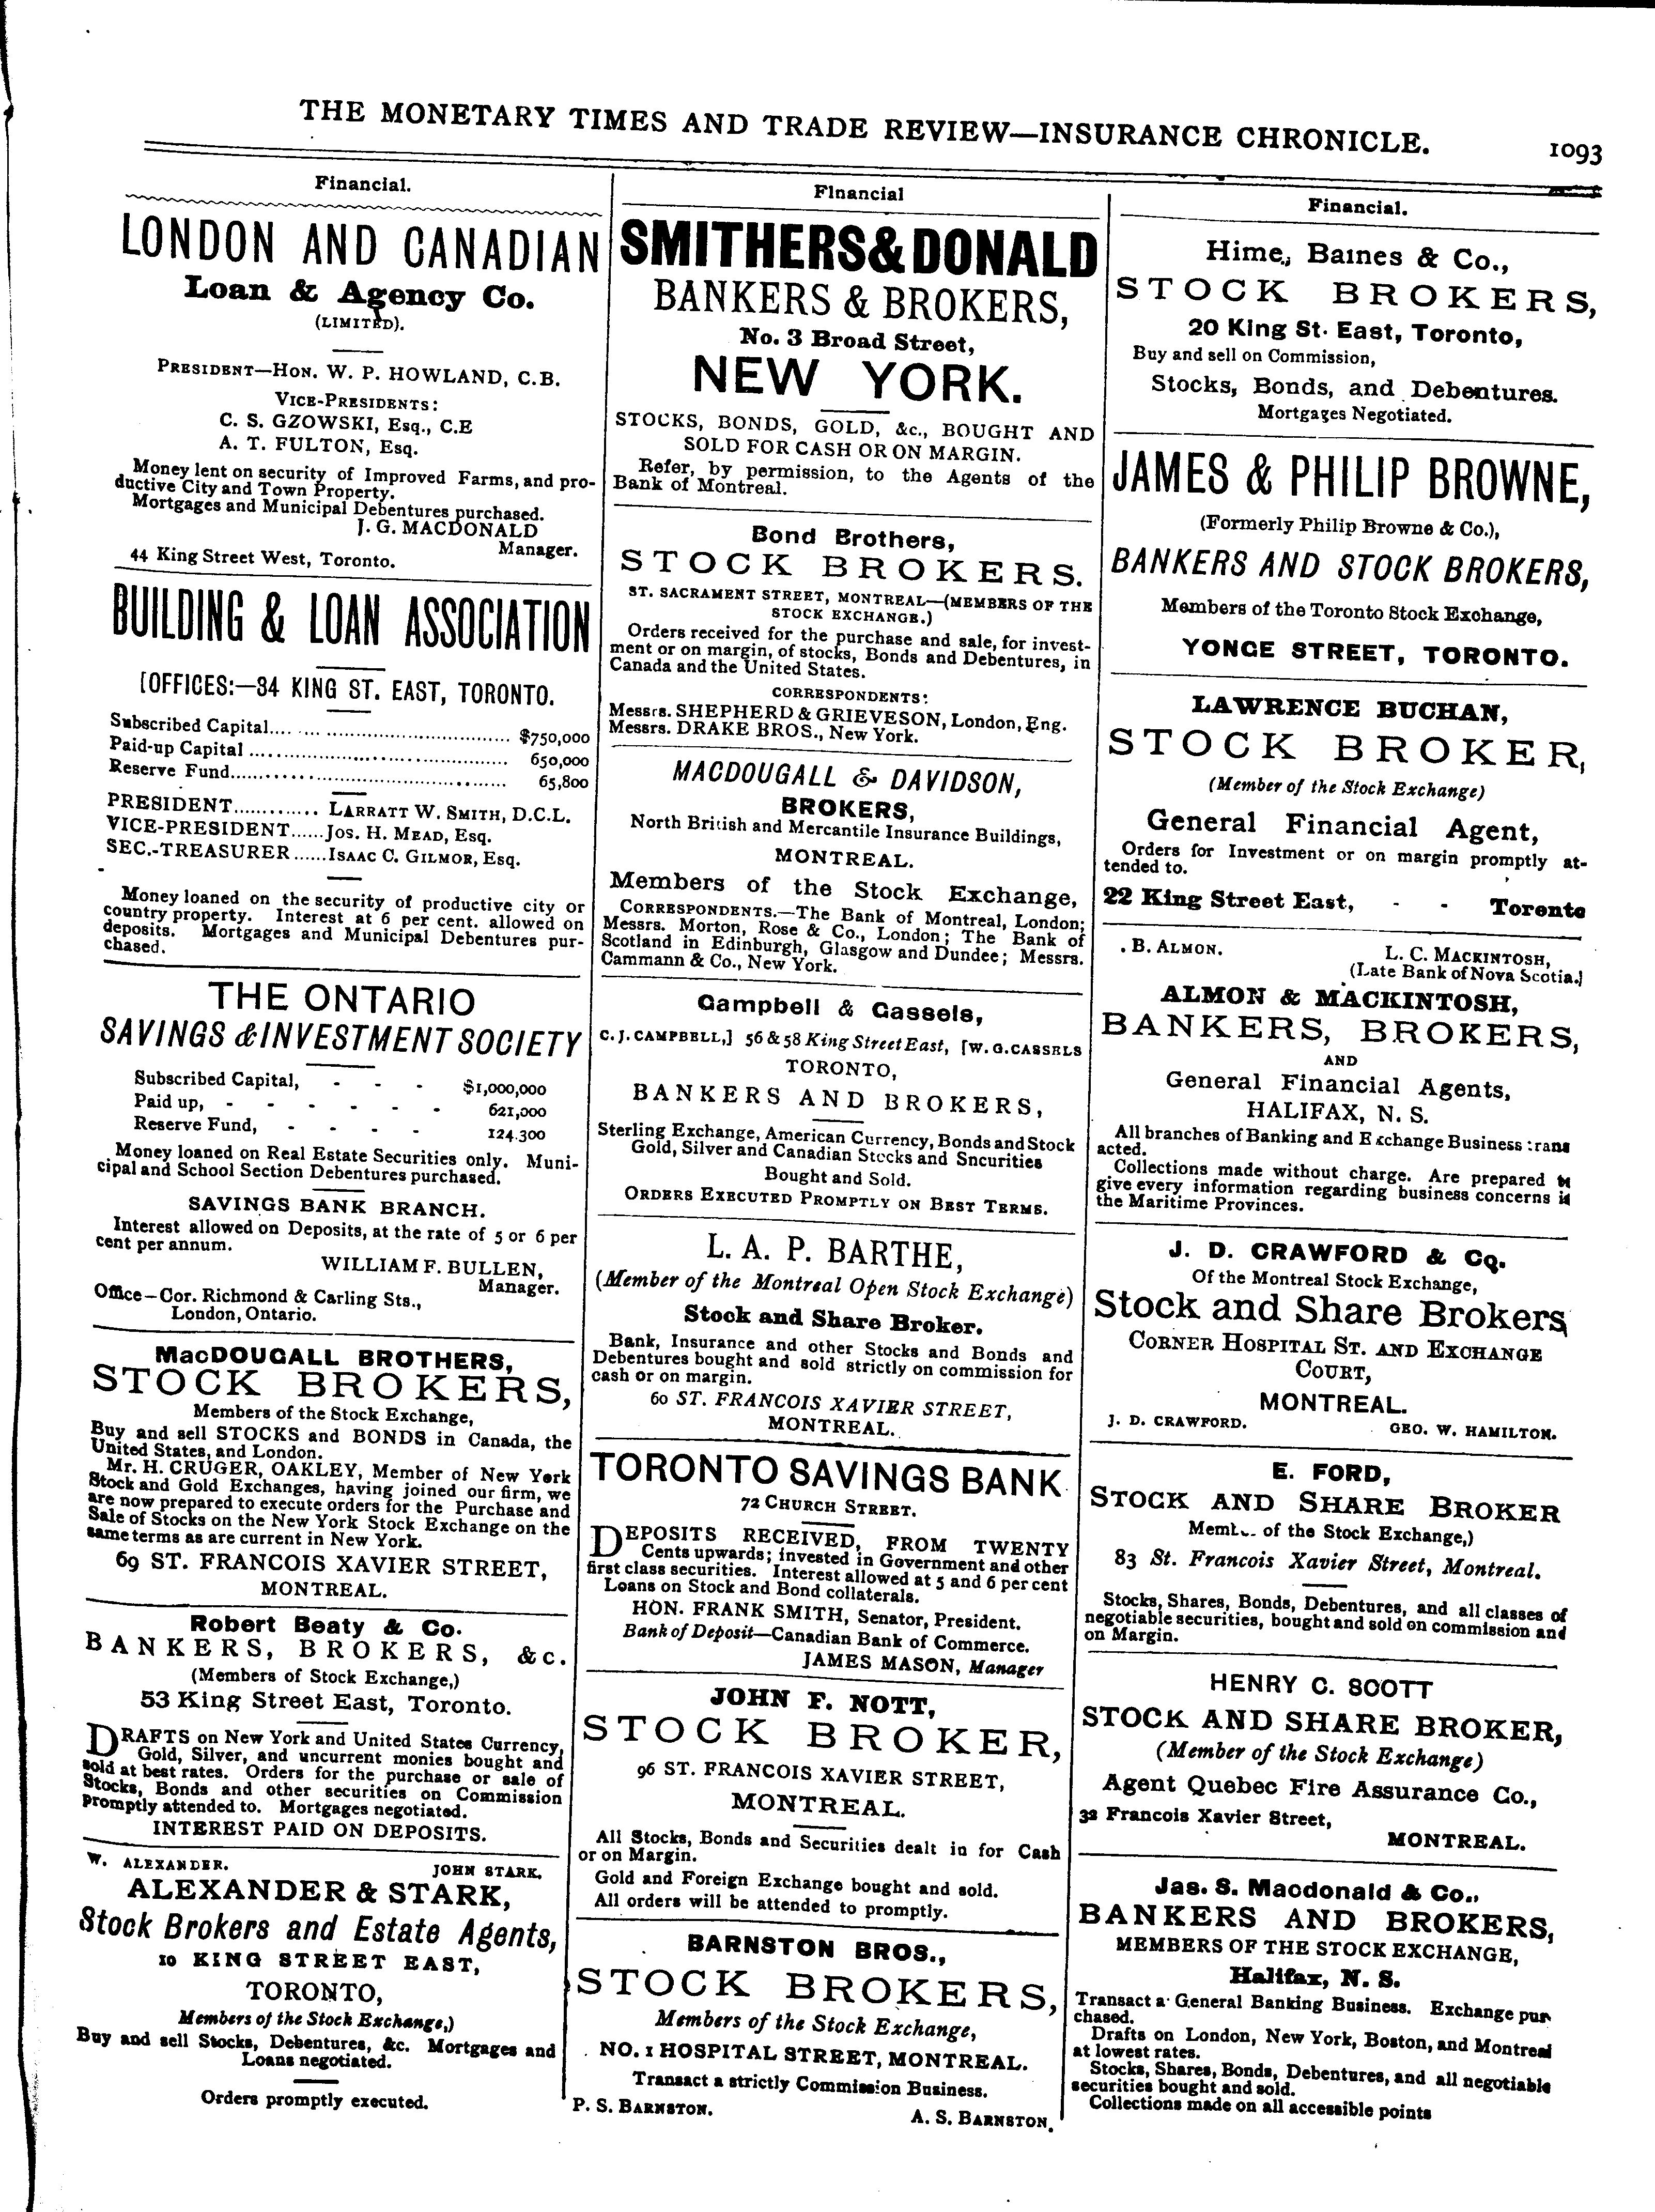 THE MONETARY TIMES AND TRADE REVIEW—INSURANCE CHRONICLE. 1093
Financial.
LONDON AND CANADIAN
Loan & Agency Co.
(LIMITED).
PRESIDENT—HON. W. P. HOWLAND, C.B.
VICE-PRESIDENTS:
C. S. GZOWSKI, Esq., C.E
A. T. FULTON, Esq.
Money lent on security of Improved Farms, and pro-
ductive City and Town Property.
Mortgages and Municipal Debentures purchased.
J. G. MACDONALD
Manager.
44 King Street West, Toronto.
BUILDING & LOAN ASSOCIATION
[OFFICES:—34 KING ST. EAST, TORONTO.
Subscribed Capital.... $750,000
Paid-up Capital .... 650,000
Reserve Fund.... 65,800
PRESIDENT............ LARRATT W. SMITH, D.C.L.
VICE-PRESIDENT......JOS. H. MEAD, Esq.
SEC.-TREASURER......ISAAC C. GILMOR, Esq.
Money loaned on the security of productive city or
country property. Interest at 6 per cent. allowed on
deposits. Mortgages and Municipal Debentures pur-
chased.
THE ONTARIO
SAVINGS & INVESTMENT SOCIETY
Subscribed Capital, - - - $1,000,000
Paid up, - - - - - - 621,000
Reserve Fund, - - - - 124.300
Money loaned on Real Estate Securities only. Muni-
cipal and School Section Debentures purchased.
SAVINGS BANK BRANCH.
Interest allowed on Deposits, at the rate of 5 or 6 per
cent per annum.
WILLIAM F. BULLEN,
Manager.
Office—Cor. Richmond & Carling Sts.,
London, Ontario.
MacDOUGALL BROTHERS,
STOCK BROKERS,
Members of the Stock Exchange,
Buy and sell STOCKS and BONDS in Canada, the
United States, and London.
Mr. H. CRUGER, OAKLEY, Member of New York
Stock and Gold Exchanges, having joined our firm, we
are now prepared to execute orders for the Purchase and
Sale of Stocks on the New York Stock Exchange on the
same terms as are current in New York.
69 ST. FRANCOIS XAVIER STREET,
MONTREAL.
Robert Beaty & Co.
BANKERS, BROKERS, &c.
(Members of Stock Exchange,)
53 King Street East, Toronto.
DRAFTS on New York and United States Currency,
Gold, Silver, and uncurrent monies bought and
sold at best rates. Orders for the purchase or sale of
Stocks, Bonds and other securities on Commission
promptly attended to. Mortgages negotiated.
INTEREST PAID ON DEPOSITS.
W. ALEXANDER. JOHN STARK.
ALEXANDER & STARK,
Stock Brokers and Estate Agents,
10 KING STREET EAST,
TORONTO,
Members of the Stock Exchange,)
Buy and sell Stocks, Debentures, &c. Mortgages and
Loans negotiated.
Orders promptly executed.
Financial
SMITHERS & DONALD
BANKERS & BROKERS,
No. 3 Broad Street,
NEW YORK.
STOCKS, BONDS, GOLD, &c., BOUGHT AND
SOLD FOR CASH OR ON MARGIN.
Refer, by permission, to the Agents of the
Bank of Montreal.
Bond Brothers,
STOCK BROKERS.
ST. SACRAMENT STREET, MONTREAL—(MEMBERS OF THE
STOCK EXCHANGE.)
Orders received for the purchase and sale, for invest-
ment or on margin, of stocks, Bonds and Debentures, in
Canada and the United States.
CORRESPONDENTS:
Messrs. SHEPHERD & GRIEVESON, London, Eng.
Messrs. DRAKE BROS., New York.
MACDOUGALL & DAVIDSON,
BROKERS,
North British and Mercantile Insurance Buildings,
MONTREAL.
Members of the Stock Exchange,
CORRESPONDENTS.—The Bank of Montreal, London;
Messrs. Morton, Rose & Co., London; The Bank of
Scotland in Edinburgh, Glasgow and Dundee; Messrs.
Cammann & Co., New York.
Campbell & Cassels,
C. J. CAMPBELL,] 56 & 58 King Street East, [W. G. CASSELS
TORONTO,
BANKERS AND BROKERS,
Sterling Exchange, American Currency, Bonds and Stock
Gold, Silver and Canadian Stocks and Sncurities
Bought and Sold.
ORDERS EXECUTED PROMPTLY ON BEST TERMS.
L. A. P. BARTHE,
(Member of the Montreal Open Stock Exchange)
Stock and Share Broker.
Bank, Insurance and other Stocks and Bonds and
Debentures bought and sold strictly on commission for
cash or on margin.
60 ST. FRANCOIS XAVIER STREET,
MONTREAL.
TORONTO SAVINGS BANK
72 CHURCH STREET.
DEPOSITS RECEIVED, FROM TWENTY
Cents upwards; invested in Government and other
first class securities. Interest allowed at 5 and 6 per cent
Loans on Stock and Bond collaterals.
HON. FRANK SMITH, Senator, President.
Bank of Deposit—Canadian Bank of Commerce.
JAMES MASON, Manager
JOHN F. NOTT,
STOCK BROKER,
96 ST. FRANCOIS XAVIER STREET,
MONTREAL.
All Stocks, Bonds and Securities dealt in for Cash
or on Margin.
Gold and Foreign Exchange bought and sold.
All orders will be attended to promptly.
BARNSTON BROS.,
STOCK BROKERS,
Members of the Stock Exchange,
NO. 1 HOSPITAL STREET, MONTREAL.
Transact a strictly Commission Business.
P. S. BARNSTON. A. S. BARNSTON.
Financial.
Hime, Baines & Co.,
STOCK BROKERS,
20 King St. East, Toronto,
Buy and sell on Commission,
Stocks, Bonds, and Debentures.
Mortgages Negotiated.
JAMES & PHILIP BROWNE,
(Formerly Philip Browne & Co.),
BANKERS AND STOCK BROKERS,
Members of the Toronto Stock Exchange,
YONGE STREET, TORONTO.
LAWRENCE BUCHAN,
STOCK BROKER,
(Member of the Stock Exchange)
General Financial Agent,
Orders for Investment or on margin promptly at-
tended to.
22 King Street East, - - Toronto
. B. ALMON. L. C. MACKINTOSH,
(Late Bank of Nova Scotia.)
ALMON & MACKINTOSH,
BANKERS, BROKERS,
AND
General Financial Agents,
HALIFAX, N. S.
All branches of Banking and Exchange Business trans
acted.
Collections made without charge. Are prepared to
give every information regarding business concerns in
the Maritime Provinces.
J. D. CRAWFORD & CO.
Of the Montreal Stock Exchange,
Stock and Share Brokers
CORNER HOSPITAL ST. AND EXCHANGE
COURT,
MONTREAL.
J. D. CRAWFORD. GEO. W. HAMILTON.
E. FORD,
STOCK AND SHARE BROKER
of the Stock Exchange,)
83 St. Francois Xavier Street, Montreal.
Stocks, Shares, Bonds, Debentures, and all classes of
negotiable securities, bought and sold on commission and
on Margin.
HENRY C. SCOTT
STOCK AND SHARE BROKER,
(Member of the Stock Exchange)
Agent Quebec Fire Assurance Co.,
32 Francois Xavier Street,
MONTREAL.
Jas. S. Macdonald & Co.,
BANKERS AND BROKERS,
MEMBERS OF THE STOCK EXCHANGE,
Halifax, N. S.
Transact a General Banking Business. Exchange pur
chased.
Drafts on London, New York, Boston, and Montreal
at lowest rates.
Stocks, Shares, Bonds, Debentures, and all negotiable
securities bought and sold.
Collections made on all accessible points